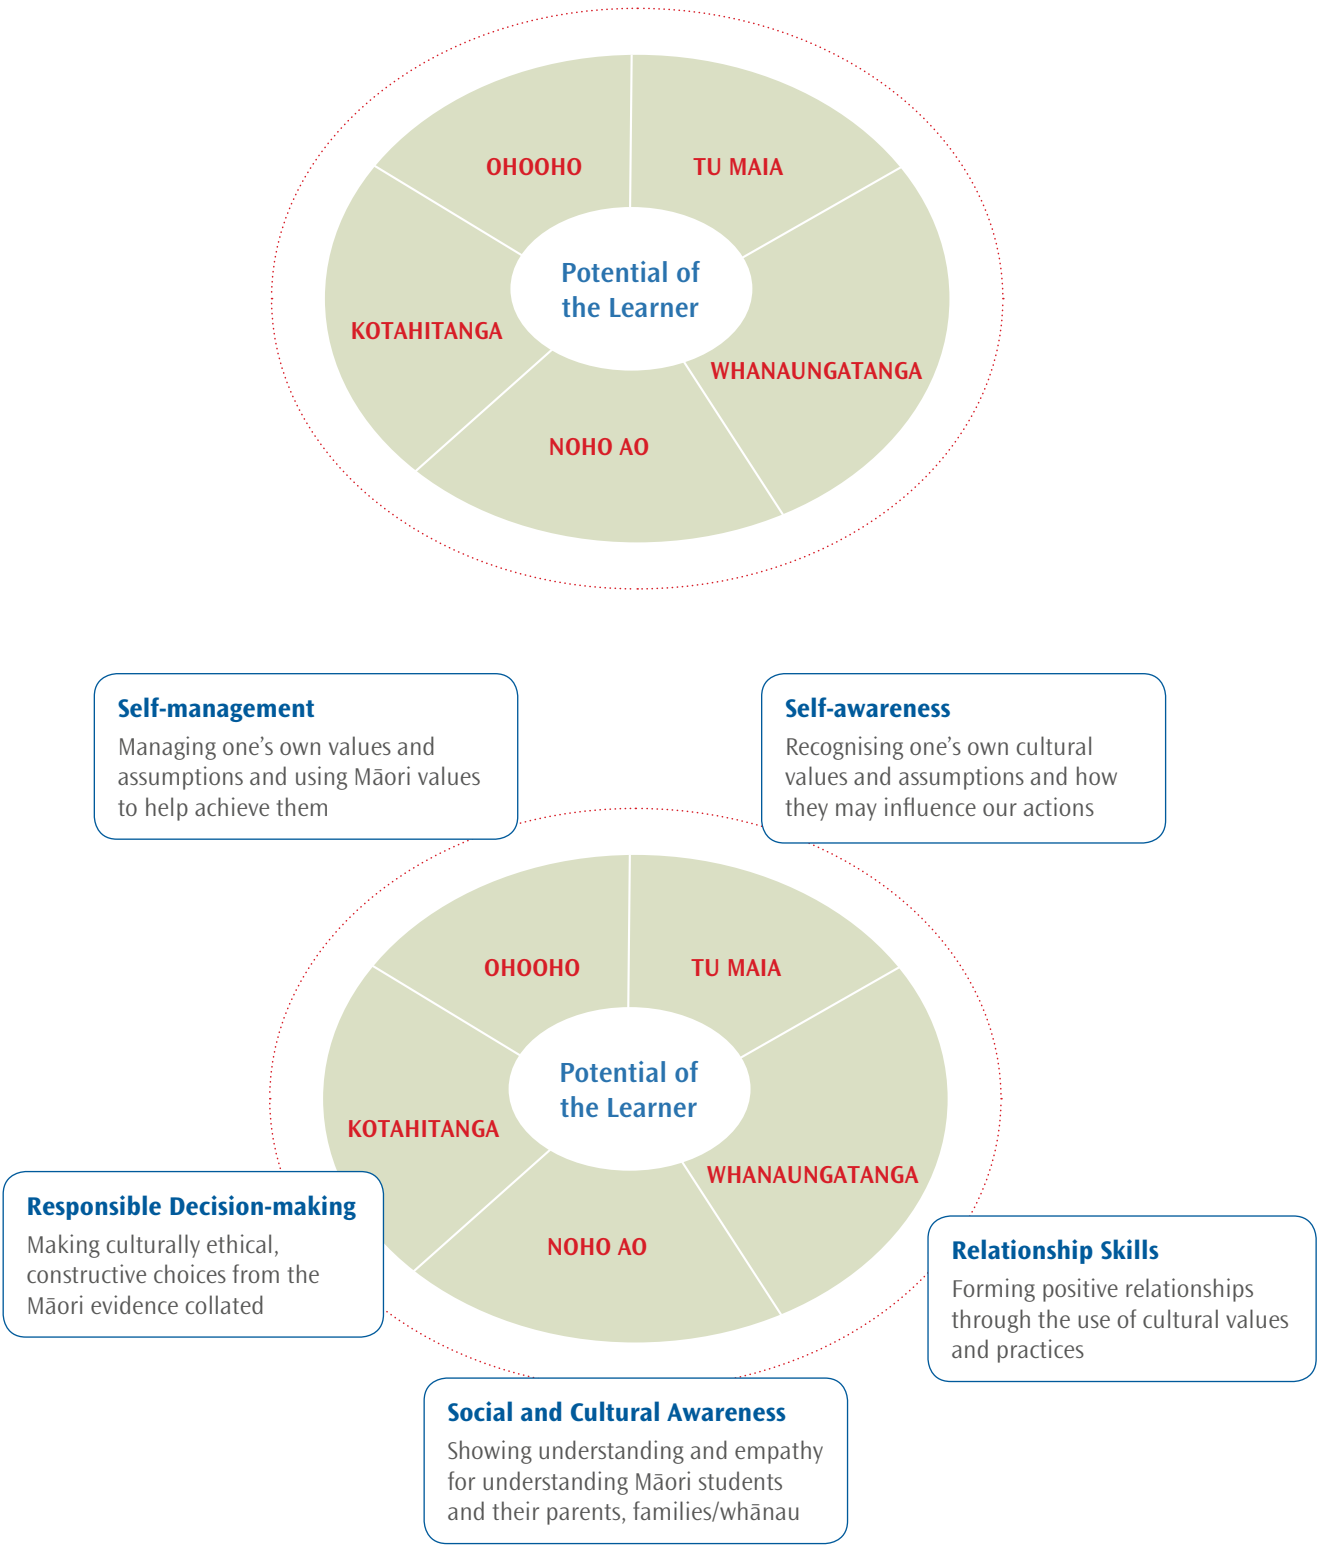 OHOOHO
TU MAIA
Potential of
the Learner
KOTAHITANGA
WHANAUNGATANGA
NOHO AO
Self-management
Managing one’s own values and
assumptions and using Māori values
to help achieve them
Self-awareness
Recognising one’s own cultural
values and assumptions and how
they may influence our actions
OHOOHO
TU MAIA
Potential of
the Learner
KOTAHITANGA
WHANAUNGATANGA
NOHO AO
Responsible Decision-making
Making culturally ethical,
constructive choices from the
Māori evidence collated
Relationship Skills
Forming positive relationships
through the use of cultural values
and practices
Social and Cultural Awareness
Showing understanding and empathy
for understanding Māori students
and their parents, families/whānau